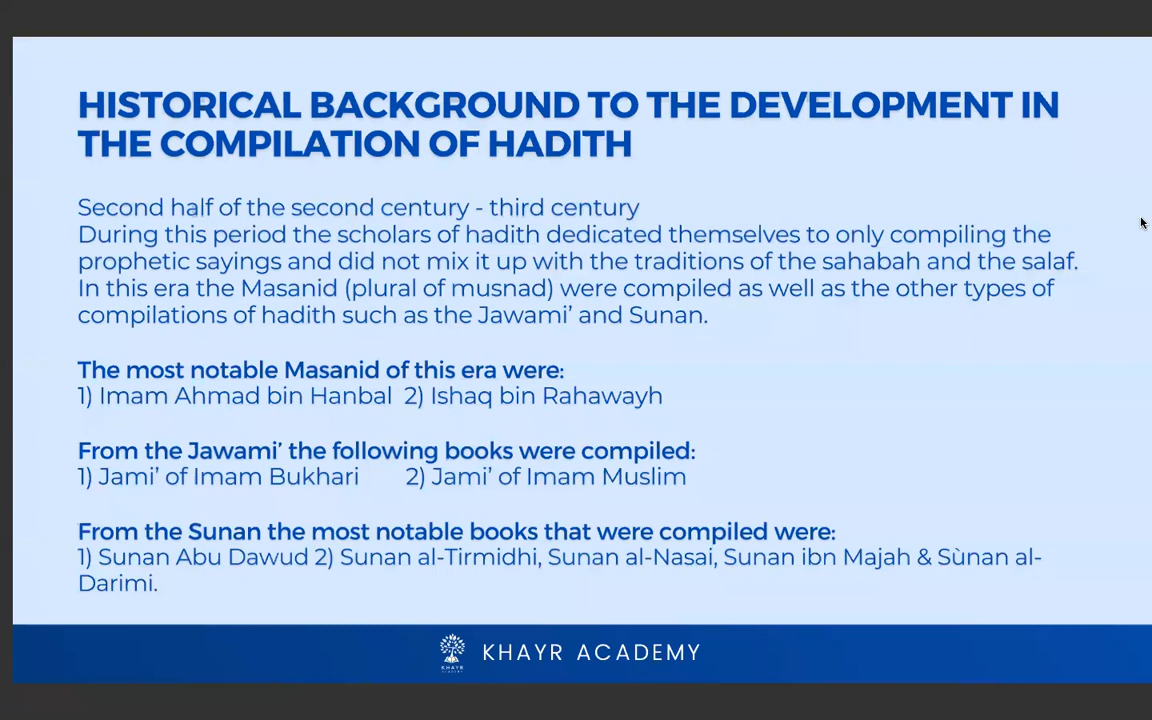 HISTORICAL BACKGROUND TO THE DEVELOPMENT IN
THE COMPILATION OF HADITH
Second half of the second century - third century
During this period the scholars of hadith dedicated themselves to only compiling the
prophetic sayings and did not mix it up with the traditions of the sahabah and the salaf.
In this era the Masanid (plural of musnad) were compiled as well as the other types of
compilations of hadith such as the Jawami’ and Sunan.
The most notable Masanid of this era were:
1) Imam Ahmad bin Hanbal 2) Ishaq bin Rahawayh
From the Jawami’ the following books were compiled:
1) Jami’ of Imam Bukhari 2) Jami’ of Imam Muslim
From the Sunan the most notable books that were compiled were:
1) Sunan Abu Dawud 2) Sunan al-Tirmidhi, Sunan al-Nasai, Sunan ibn Majah & Sùnan al-
Darimi.
KHAYR ACADEMY
KHAYR
ACADEMY